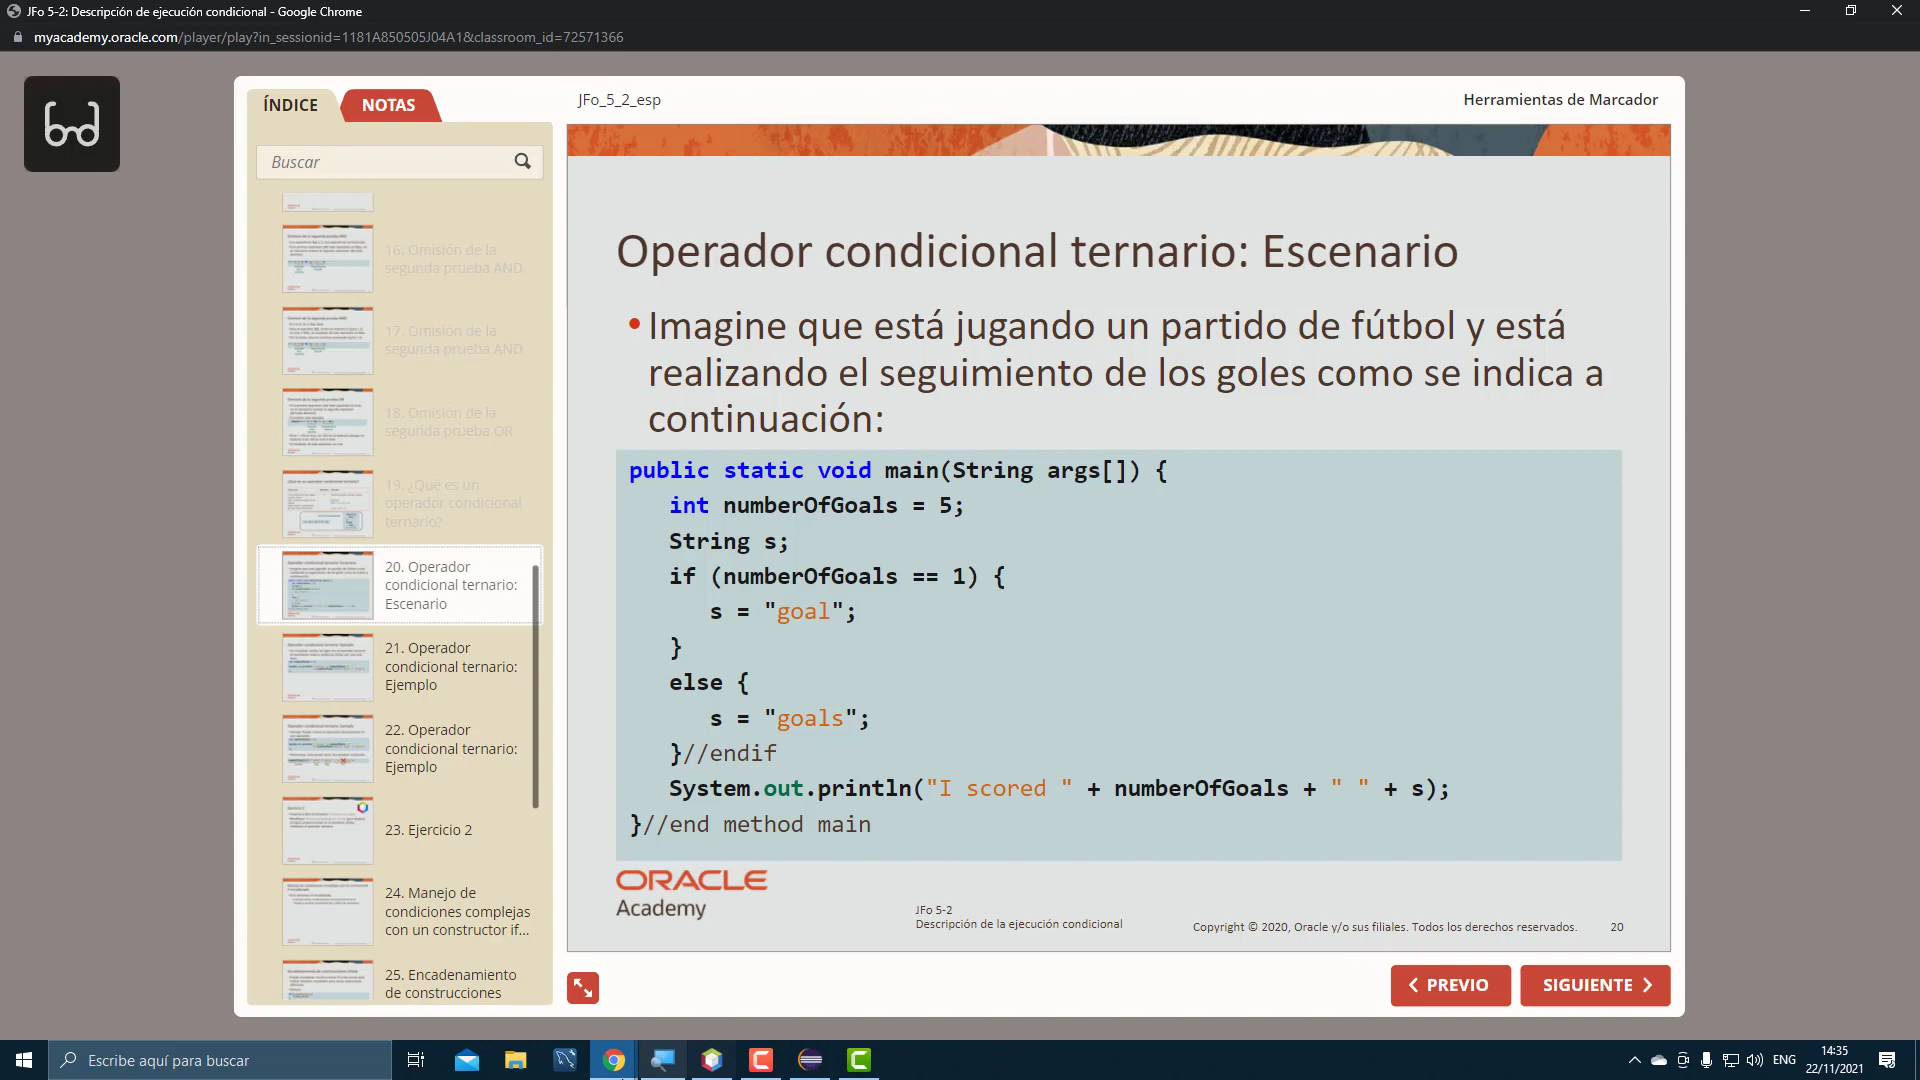 JFo 5-2: Descripción de ejecución condicional - Google Chrome
myacademy.oracle.com/player/play?in_sessionid=1181A850505J04A1&classroom_id=72571366
ÍNDICE
NOTAS
Buscar
16. Omisión de la
segunda prueba AND
17. Omisión de la
segunda prueba AND
18. Omisión de la
segunda prueba OR
19. ¿Qué es un
operador condicional
ternario?
20. Operador
condicional ternario:
Escenario
21. Operador
condicional ternario:
Ejemplo
22. Operador
condicional ternario:
Ejemplo
23. Ejercicio 2
24. Manejo de
condiciones complejas
con un constructor if...
25. Encadenamiento
de construcciones
JFo_5_2_esp
Herramientas de Marcador
Operador condicional ternario: Escenario
•Imagine que está jugando un partido de fútbol y está
realizando el seguimiento de los goles como se indica a
continuación:
public static void main(String args[]) {
int numberOfGoals = 5;
String s;
if (numberOfGoals == 1) {
s = "goal";
}
else {
s = "goals";
}//endif
System.out.println("I scored " + numberOfGoals + " " + s);
}//end method main
ORACLE
Academy
JFo 5-2
Descripción de la ejecución condicional
Copyright © 2020, Oracle y/o sus filiales. Todos los derechos reservados.
20
PREVIO
SIGUIENTE
Escribe aquí para buscar
ENG
14:35
22/11/2021